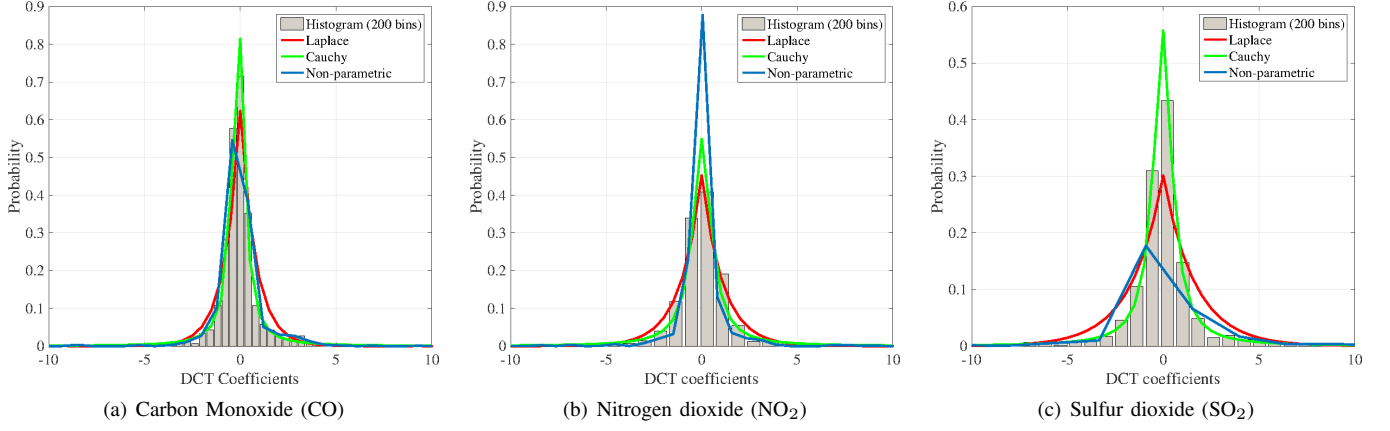 0.9
0.8
0.7
0.6
0.5
0.4
0.3
0.2
0.1
0
Probability
-10 -5 0 5 10
DCT Coefficients
Histogram (200 bins)
Laplace
Cauchy
Non-parametric
(a) Carbon Monoxide (CO)
0.9
0.8
0.7
0.6
0.5
0.4
0.3
0.2
0.1
0
Probability
-10 -5 0 5 10
DCT coefficients
Histogram (200 bins)
Laplace
Cauchy
Non-parametric
(b) Nitrogen dioxide (NO₂)
0.6
0.5
0.4
0.3
0.2
0.1
0
Probability
-10 -5 0 5 10
DCT coefficients
Histogram (200 bins)
Laplace
Cauchy
Non-parametric
(c) Sulfur dioxide (SO₂)